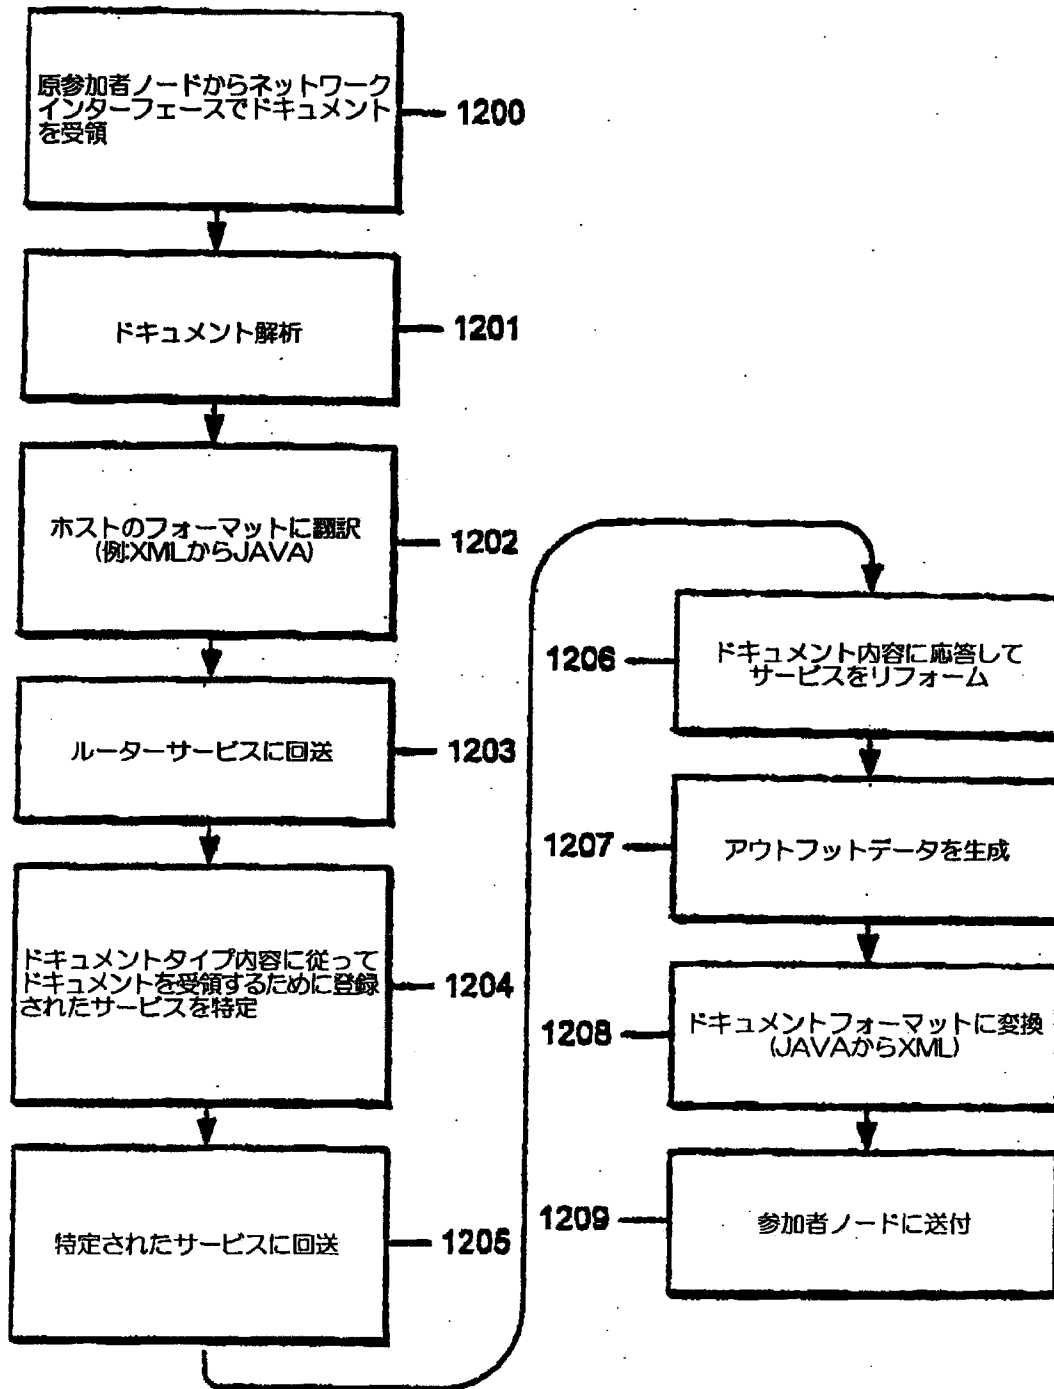 原参加者ノードからネットワーク
インターフェースでドキュメント
を受領
1200
ドキュメント解析
1201
ホストのフォーマットに翻訳
(例:XMLからJAVA)
1202
ルーターサービスに回送
1203
ドキュメントタイプ内容に従って
ドキュメントを受領するために登録
されたサービスを特定
1204
特定されたサービスに回送
1205
1206
ドキュメント内容に応答して
サービスをリフォーム
1207
アウトフットデータを生成
1208
ドキュメントフォーマットに変換
(JAVAからXML)
1209
参加者ノードに送付